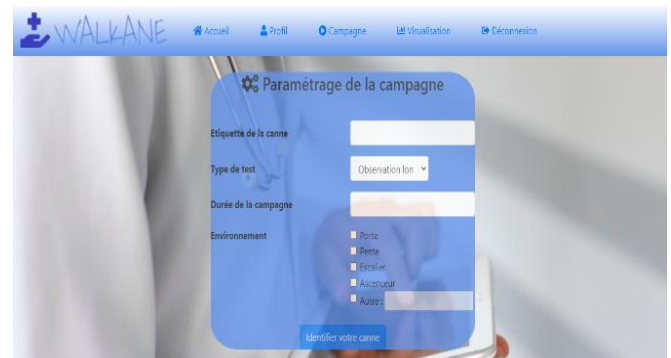 WALKANE
Accueil Profil Campagne Visualisation Déconnexion
Paramétrage de la campagne
Etiquette de la canne
Type de test Observation lon
Durée de la campagne
Environnement
Porte
Pente
Escalier
Ascenceur
Autre :
Identifier votre canne